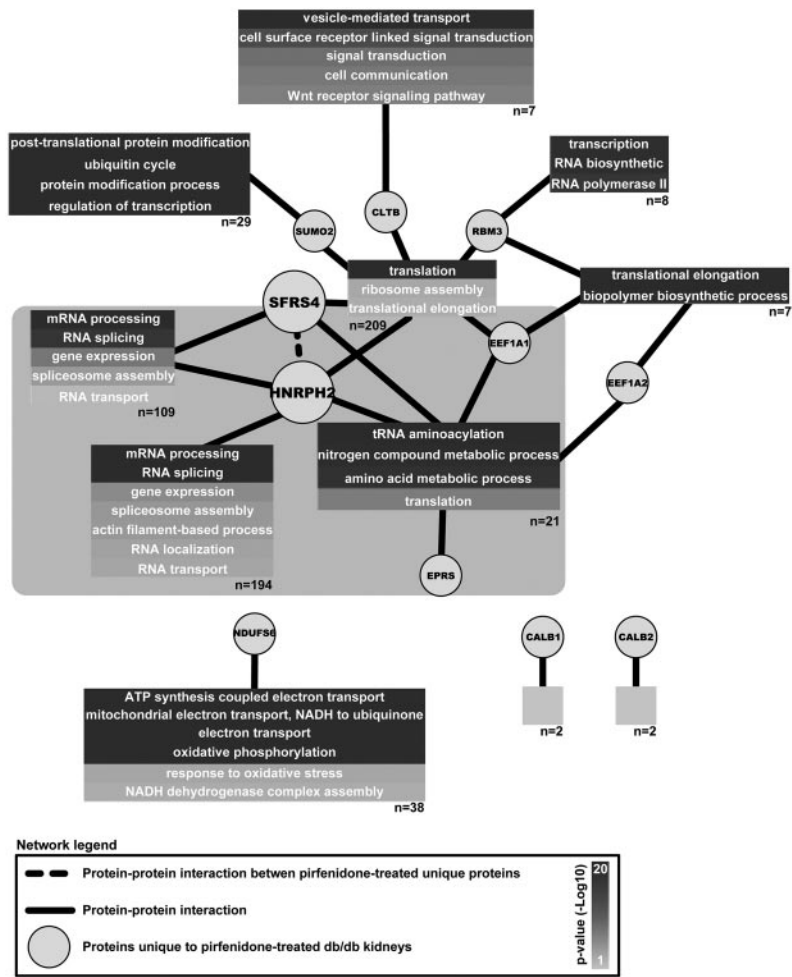 vesicle-mediated transport
cell surface receptor linked signal transduction
signal transduction
cell communication
Wnt receptor signaling pathway
n=7
post-translational protein modification
ubiquitin cycle
protein modification process
regulation of transcription
n=29
transcription
RNA biosynthetic
RNA polymerase II
n=8
CLTB
SUMO2
RBM3
translation
ribosome assembly
translational elongation
n=209
translational elongation
biopolymer biosynthetic process
n=7
SFRS4
mRNA processing
RNA splicing
gene expression
spliceosome assembly
RNA transport
n=109
EEF1A1
EEF1A2
HNRPH2
tRNA aminoacylation
nitrogen compound metabolic process
amino acid metabolic process
translation
n=21
mRNA processing
RNA splicing
gene expression
spliceosome assembly
actin filament-based process
RNA localization
RNA transport
n=194
EPRS
NDUFS6
CALB1
CALB2
n=2
n=2
ATP synthesis coupled electron transport
mitochondrial electron transport, NADH to ubiquinone
electron transport
oxidative phosphorylation
response to oxidative stress
NADH dehydrogenase complex assembly
n=38
Network legend
Protein-protein interaction betwen pirfenidone-treated unique proteins
Protein-protein interaction
Proteins unique to pirfenidone-treated db/db kidneys
p-value (-Log10)
20
1